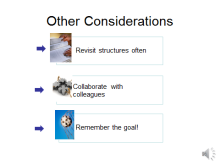 Other Considerations
Revisit structures often
Collaborate with
colleagues
Remember the goal!